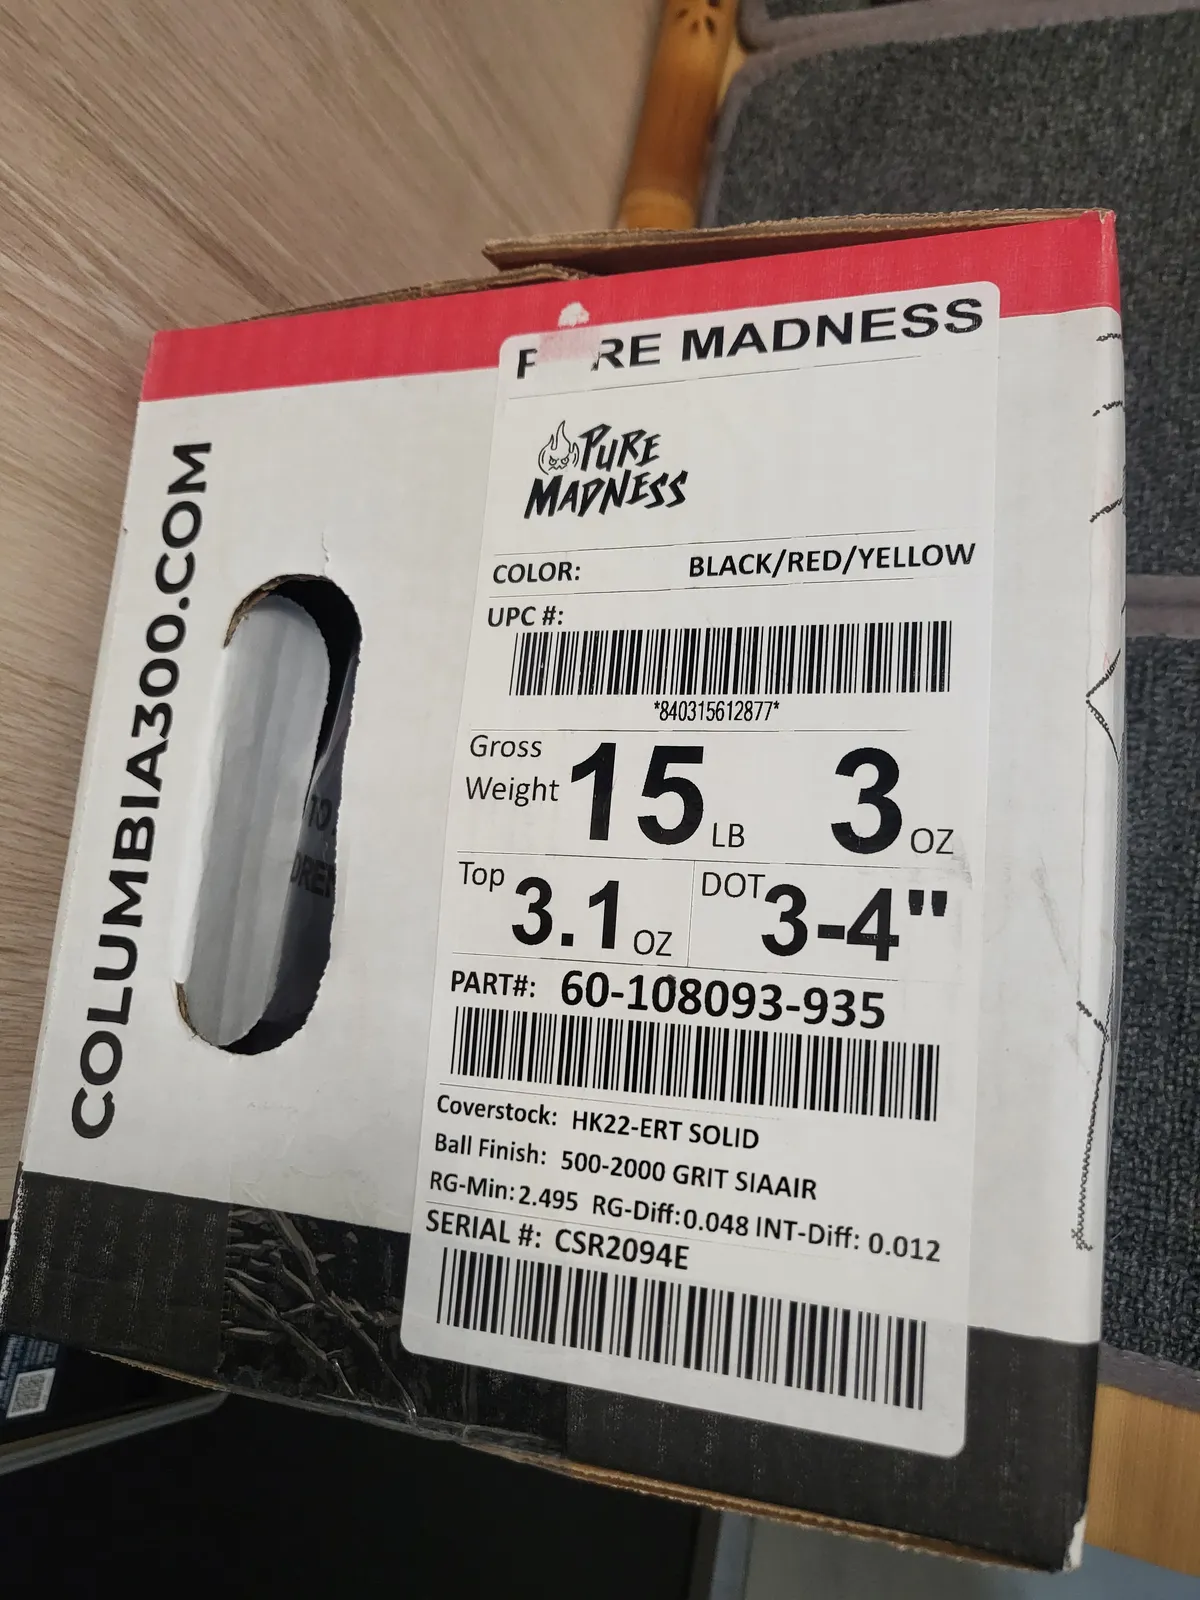 PURE MADNESS
PURE
MADNESS
COLOR: BLACK/RED/YELLOW
UPC #:
*840315612877*
Gross
Weight 15 LB 3 OZ
Top 3.1 OZ DOT 3-4"
PART#: 60-108093-935
Coverstock: HK22-ERT SOLID
Ball Finish: 500-2000 GRIT SIAAIR
RG-Min: 2.495 RG-Diff: 0.048 INT-Diff: 0.012
SERIAL #: CSR2094E
COLUMBIA300.COM